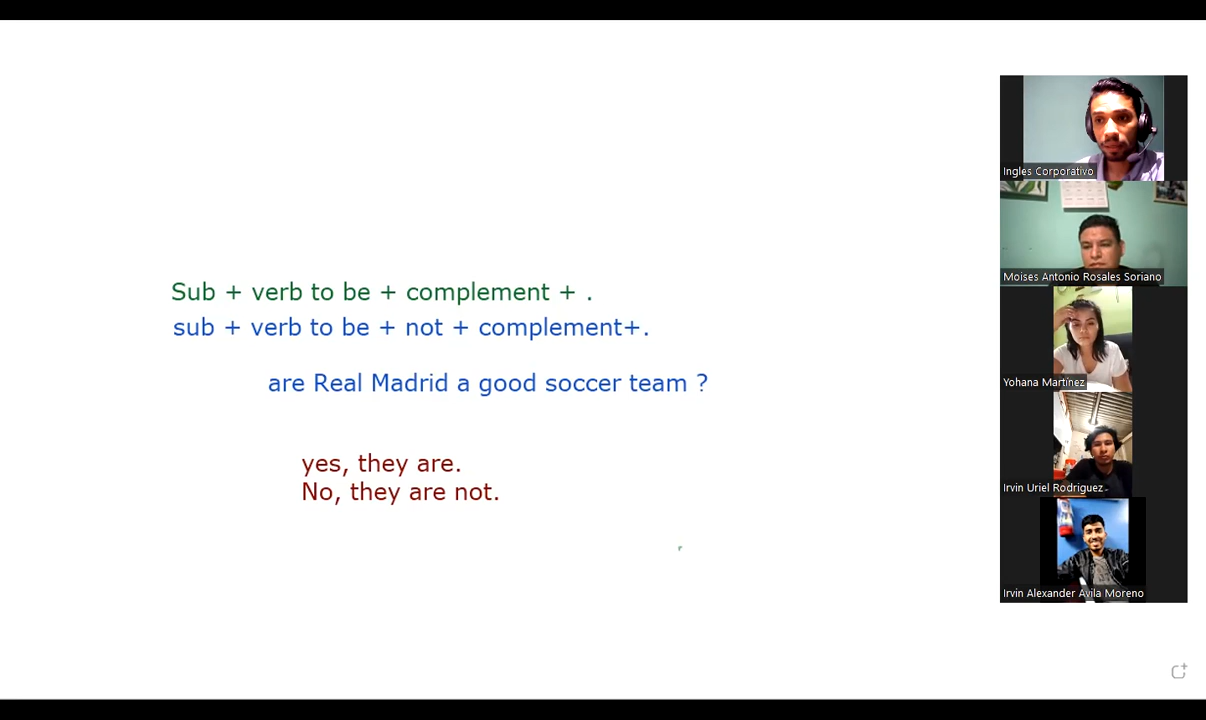 Sub + verb to be + complement + .
sub + verb to be + not + complement+.
are Real Madrid a good soccer team ?
yes, they are.
No, they are not.
Ingles Corporativo
Moises Antonio Rosales Soriano
Yohana Martínez
Irvin Uriel Rodriguez
Irvin Alexander Avila Moreno